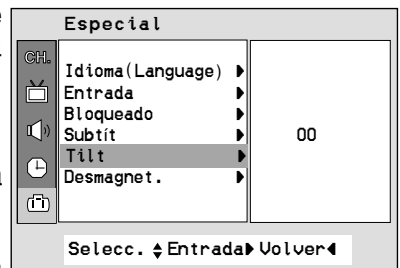 Especial
CH.
Idioma(Language)
Entrada
Bloqueado
Subtít
Tilt
Desmagnet.
00
Selecc. Entrada Volver